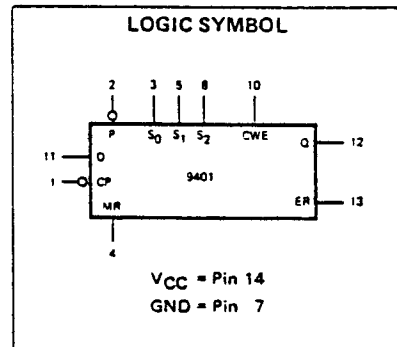 LOGIC SYMBOL
2 3 5 8 10
P S0 S1 S2 CWE Q 12
11 D
9401
1 CP
MR ER 13
4
VCC = Pin 14
GND = Pin 7